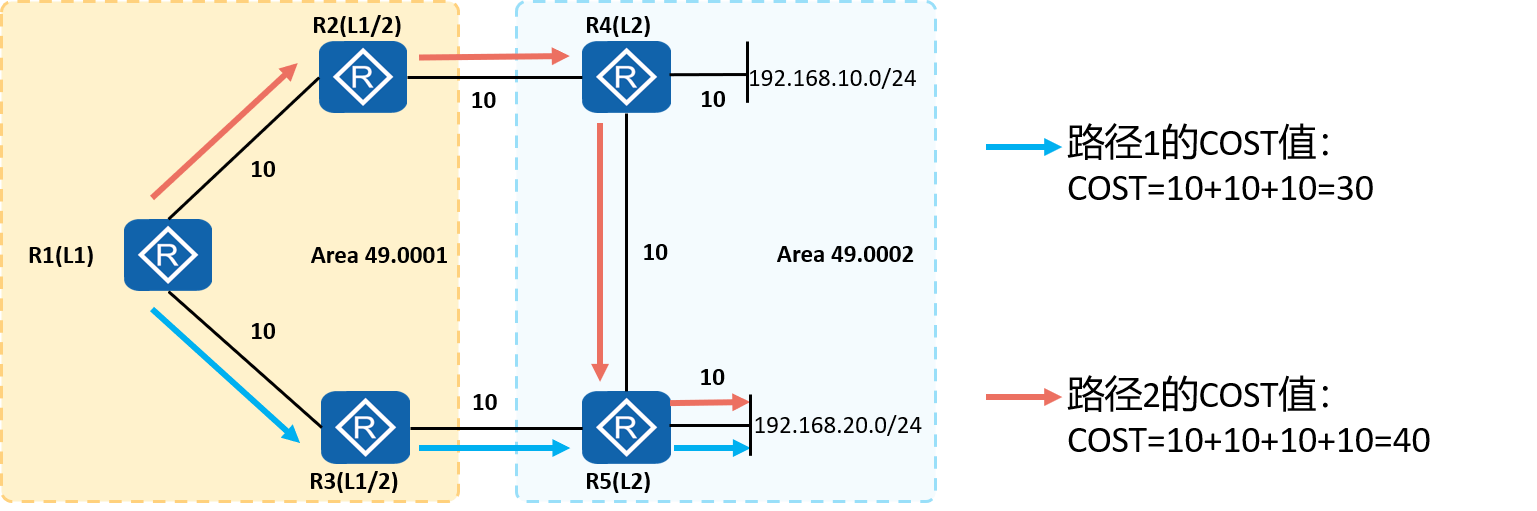 R2(L1/2)
R4(L2)
R
R
192.168.10.0/24
10
10
10
路径1的COST值：
COST=10+10+10=30
R1(L1)
R
Area 49.0001
10
Area 49.0002
10
10
10
路径2的COST值：
COST=10+10+10+10=40
R
R
192.168.20.0/24
R3(L1/2)
R5(L2)